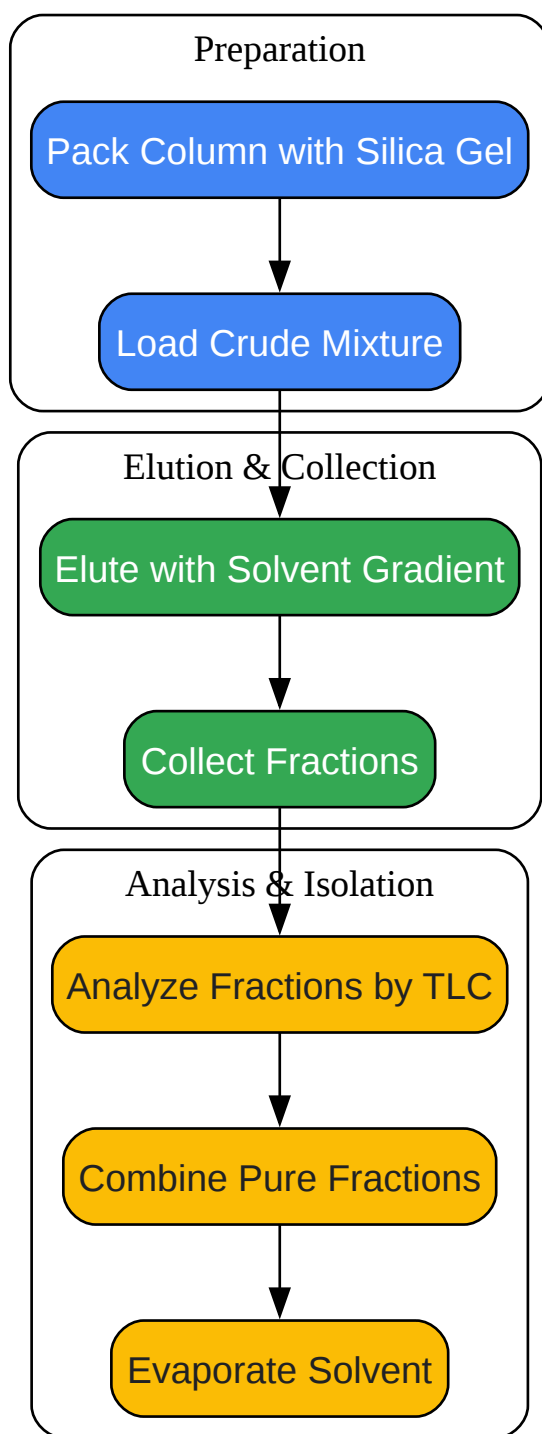 Preparation
Pack Column with Silica Gel
Load Crude Mixture
Elution & Collection
Elute with Solvent Gradient
Collect Fractions
Analysis & Isolation
Analyze Fractions by TLC
Combine Pure Fractions
Evaporate Solvent